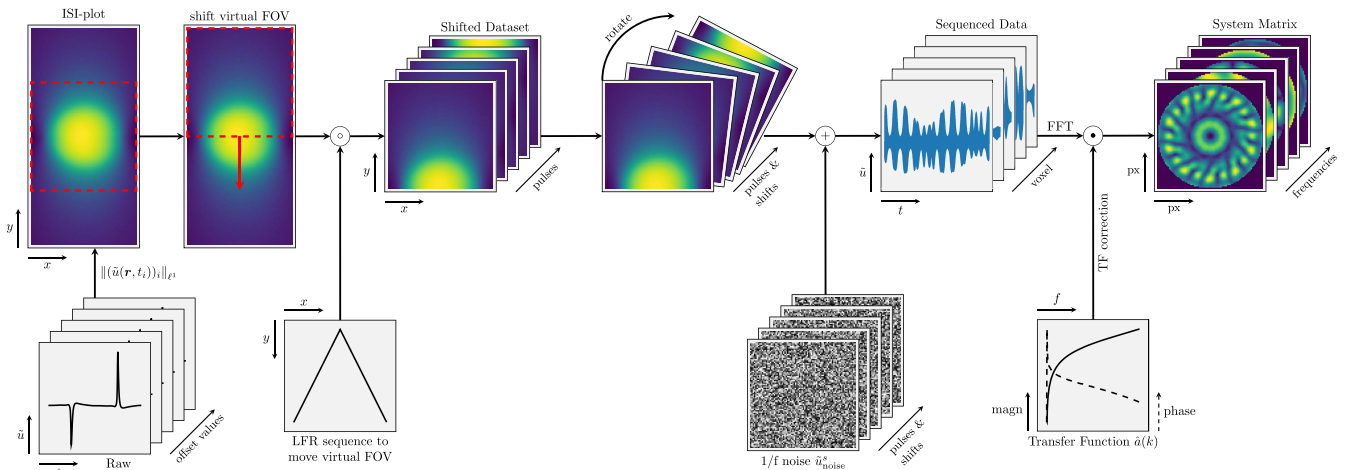 ISI-plot
shift virtual FOV
Shifted Dataset
rotate
Sequenced Data
System Matrix
y
x
∘
y
x
pulses
pulses &
shifts
+
ũ
t
voxel
FFT
•
px
px
frequencies
‖(ũ(r, tᵢ))ᵢ‖ℓ¹
TF correction
ũ
Raw
offset values
x
y
LFR sequence to
move virtual FOV
1/f noise ũˢnoise
pulses &
shifts
f
magn
phase
Transfer Function â(k)